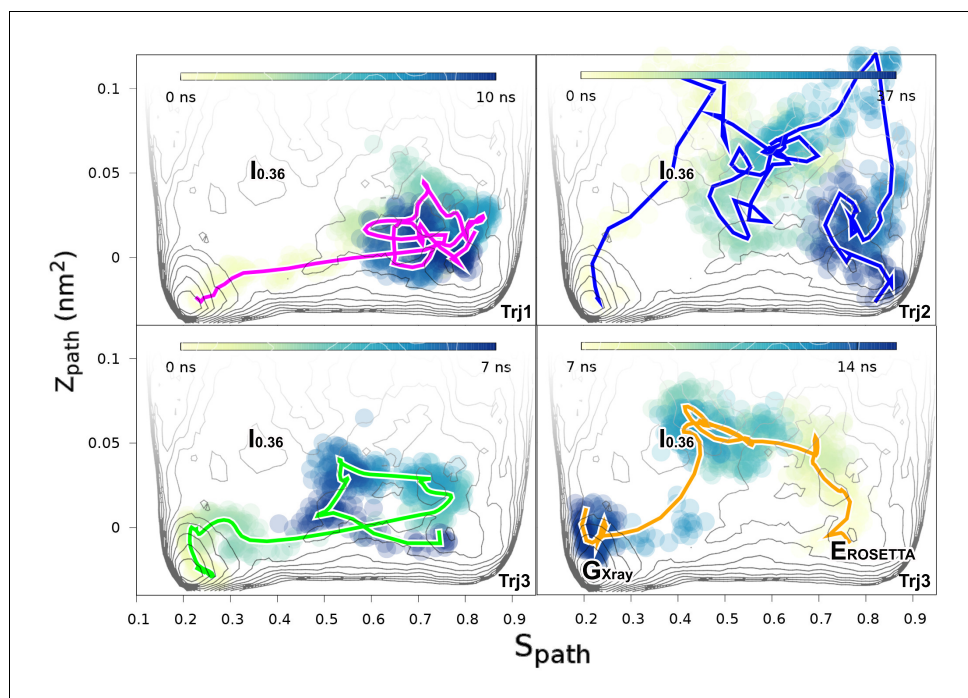 0 ns 10 ns
0 ns 37 ns
0.1
0.05
0
I0.36
I0.36
Trj1
Trj2
Zpath (nm²)
0 ns 7 ns
7 ns 14 ns
0.1
0.05
0
I0.36
I0.36
EROSETTA
GXray
Trj3
Trj3
0.1 0.2 0.3 0.4 0.5 0.6 0.7 0.8 0.9
0.2 0.3 0.4 0.5 0.6 0.7 0.8 0.9
Spath